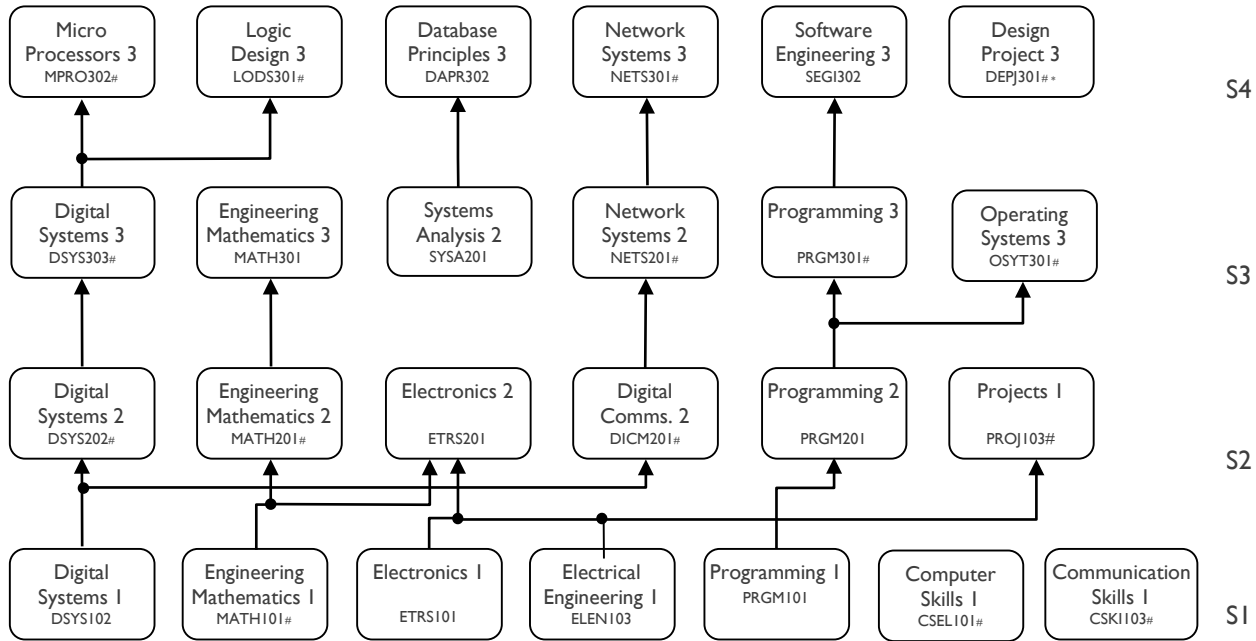 Micro
Processors 3
MPRO302#
Logic
Design 3
LODS301#
Database
Principles 3
DAPR302
Network
Systems 3
NETS301#
Software
Engineering 3
SEGI302
Design
Project 3
DEPJ301#*
S4
Digital
Systems 3
DSYS303#
Engineering
Mathematics 3
MATH301
Systems
Analysis 2
SYSA201
Network
Systems 2
NETS201#
Programming 3
PRGM301#
Operating
Systems 3
OSYT301#
S3
Digital
Systems 2
DSYS202#
Engineering
Mathematics 2
MATH201#
Electronics 2
ETRS201
Digital
Comms. 2
DICM201#
Programming 2
PRGM201
Projects 1
PROJ103#
S2
Digital
Systems 1
DSYS102
Engineering
Mathematics 1
MATH101#
Electronics 1
ETRS101
Electrical
Engineering 1
ELEN103
Programming 1
PRGM101
Computer
Skills 1
CSEL101#
Communication
Skills 1
CSKI103#
S1